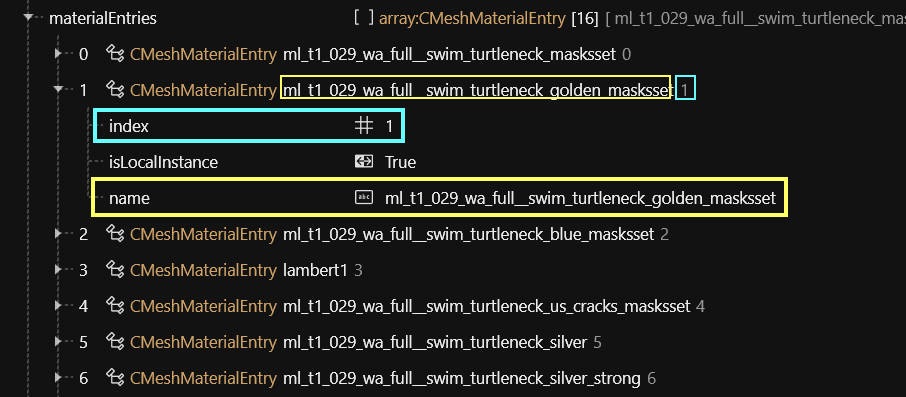 materialEntries [ ] array:CMeshMaterialEntry [16] [ ml_t1_029_wa_full__swim_turtleneck_mas
0 CMeshMaterialEntry ml_t1_029_wa_full__swim_turtleneck_masksset 0
1 CMeshMaterialEntry ml_t1_029_wa_full__swim_turtleneck_golden_masksset 1
index # 1
isLocalInstance True
name abc ml_t1_029_wa_full__swim_turtleneck_golden_masksset
2 CMeshMaterialEntry ml_t1_029_wa_full__swim_turtleneck_blue_masksset 2
3 CMeshMaterialEntry lambert1 3
4 CMeshMaterialEntry ml_t1_029_wa_full__swim_turtleneck_us_cracks_masksset 4
5 CMeshMaterialEntry ml_t1_029_wa_full__swim_turtleneck_silver 5
6 CMeshMaterialEntry ml_t1_029_wa_full__swim_turtleneck_silver_strong 6